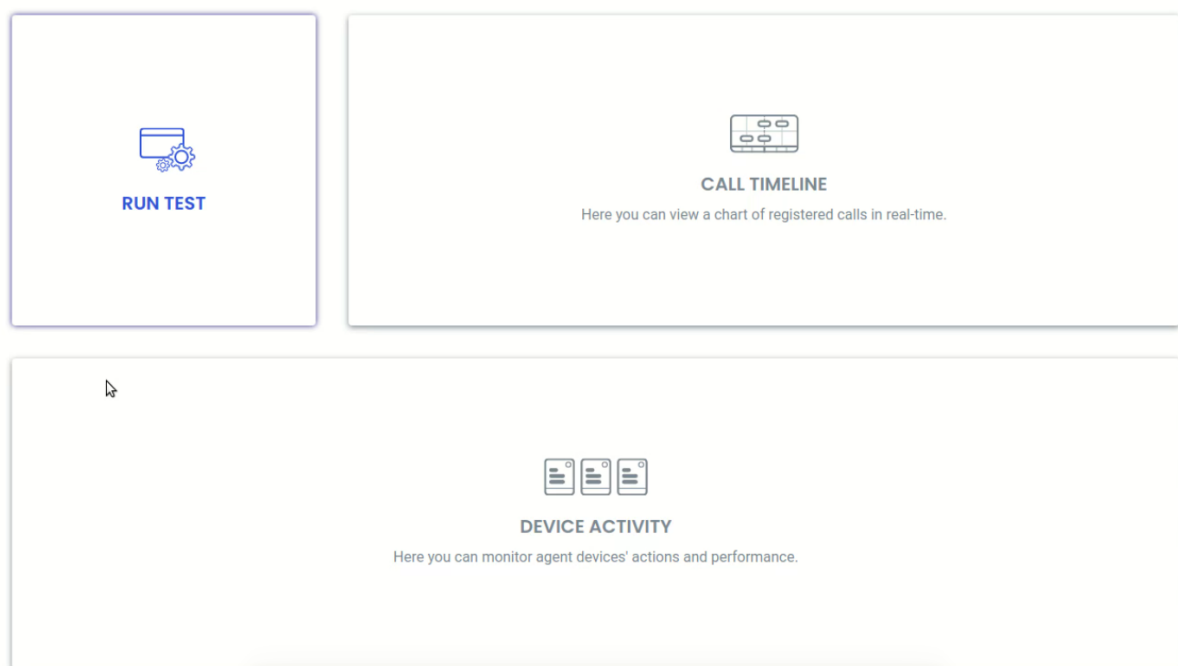 RUN TEST
CALL TIMELINE
Here you can view a chart of registered calls in real-time.
DEVICE ACTIVITY
Here you can monitor agent devices' actions and performance.